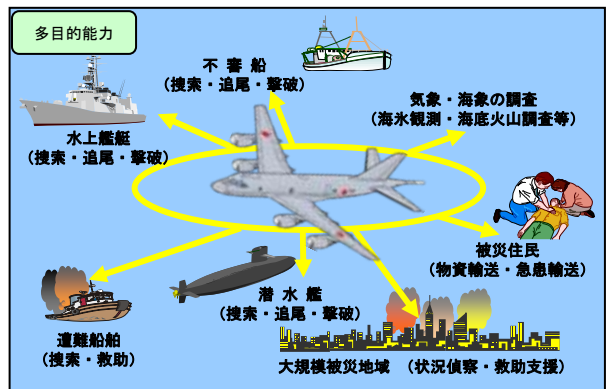 多目的能力
不審船
(捜索・追尾・撃破)
気象・海象の調査
(海氷観測・海底火山調査等)
水上艦艇
(捜索・追尾・撃破)
被災住民
(物資輸送・急患輸送)
潜水艦
(捜索・追尾・撃破)
遭難船舶
(捜索・救助)
大規模被災地域 (状況偵察・救助支援)